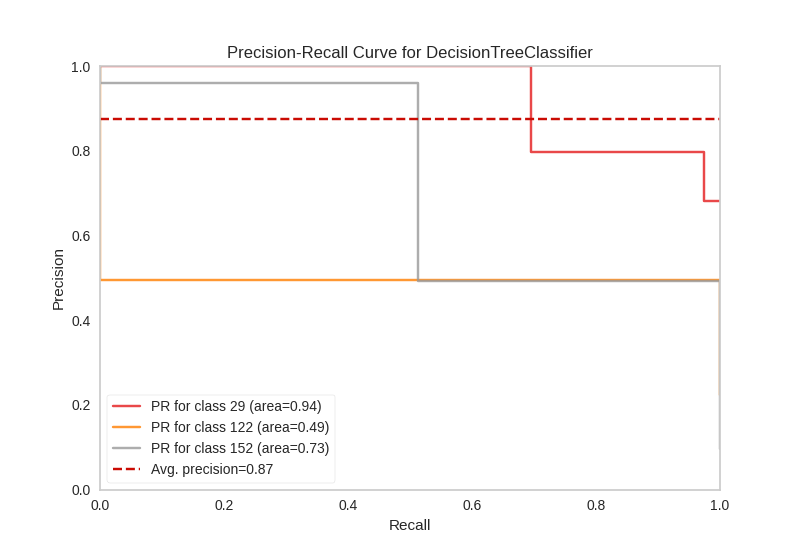 Precision-Recall Curve for DecisionTreeClassifier
1.0
0.8
0.6
0.4
0.2
0.0
Precision
PR for class 29 (area=0.94)
PR for class 122 (area=0.49)
PR for class 152 (area=0.73)
Avg. precision=0.87
0.0 0.2 0.4 0.6 0.8 1.0
Recall